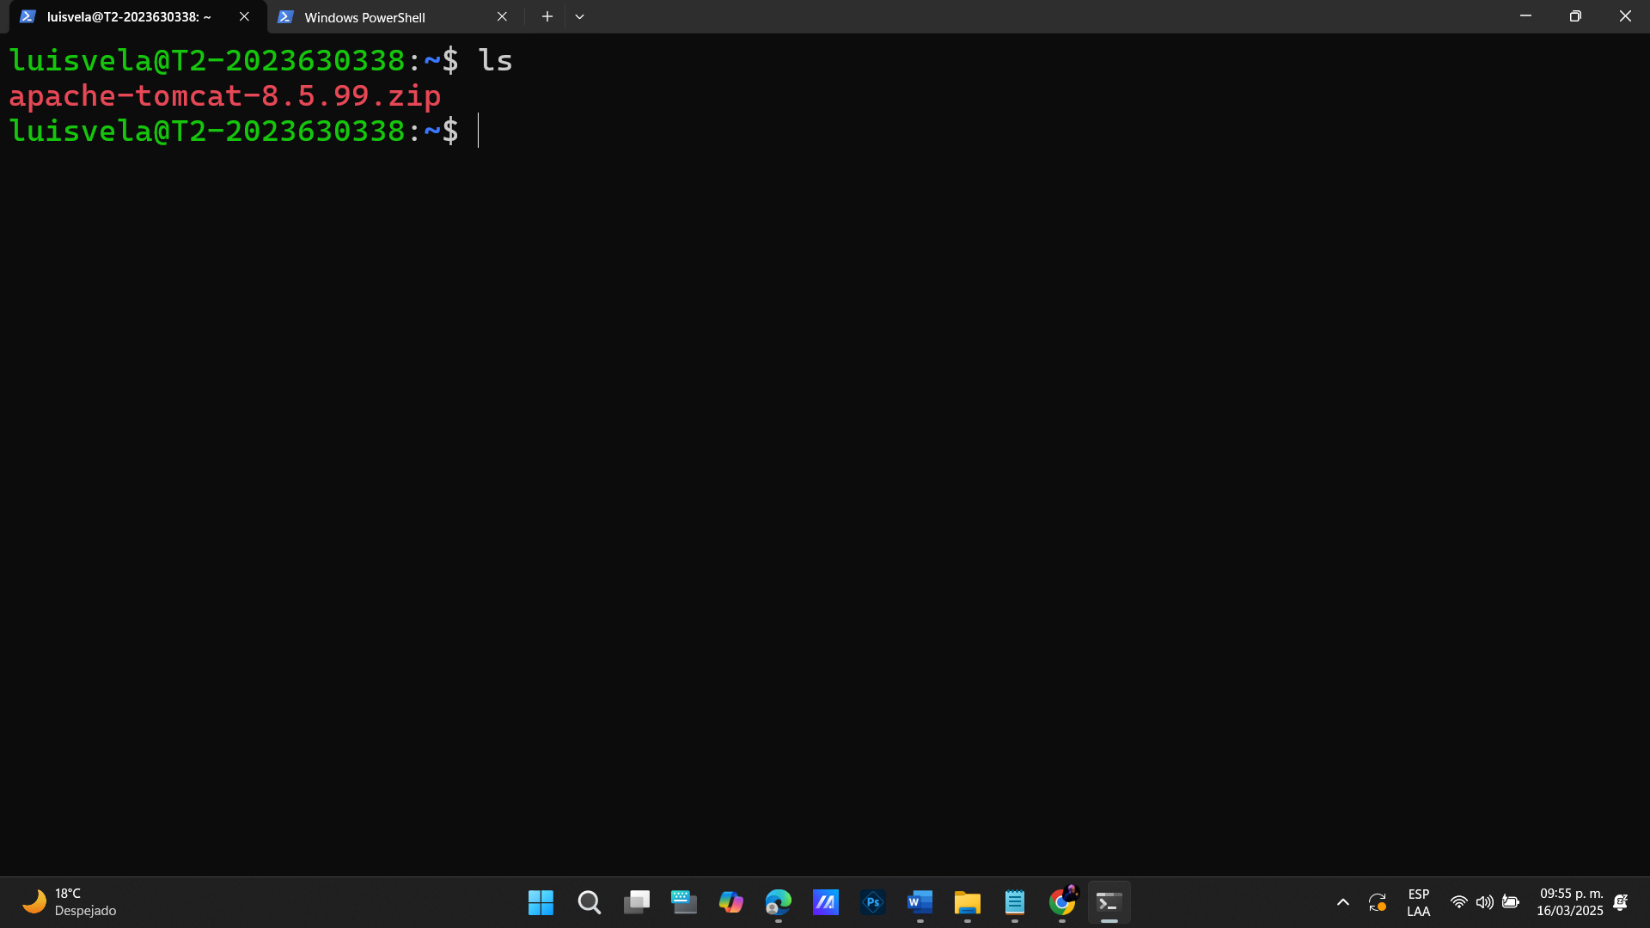 luisvela@T2-2023630338: ~
Windows PowerShell
luisvela@T2-2023630338:~$ ls
apache-tomcat-8.5.99.zip
luisvela@T2-2023630338:~$
18°C
Despejado
Ps
W
ESP
LAA
09:55 p. m.
16/03/2025